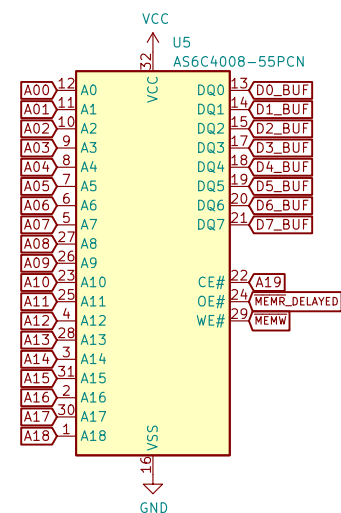 VCC
U5
AS6C4008-55PCN
32
VCC
A00 12 A0 DQ0 13 D0_BUF
A01 11 A1 DQ1 14 D1_BUF
A02 10 A2 DQ2 15 D2_BUF
A03 9 A3 DQ3 17 D3_BUF
A04 8 A4 DQ4 18 D4_BUF
A05 7 A5 DQ5 19 D5_BUF
A06 6 A6 DQ6 20 D6_BUF
A07 5 A7 DQ7 21 D7_BUF
A08 27 A8
A09 26 A9
A10 23 A10 CE# 22 A19
A11 25 A11 OE# 24 MEMR_DELAYED
A12 4 A12 WE# 29 MEMW
A13 28 A13
A14 3 A14
A15 31 A15
A16 2 A16
A17 30 A17
A18 1 A18
VSS
16
GND